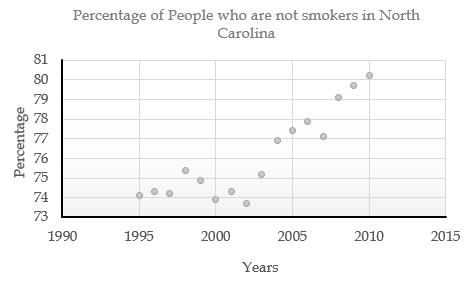 Percentage of People who are not smokers in North
Carolina
81
80
79
78
77
76
75
74
73
Percentage
1990 1995 2000 2005 2010 2015
Years